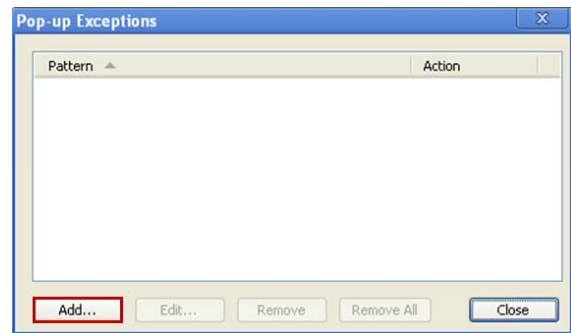 Pop-up Exceptions
Pattern Action
Add... Edit... Remove Remove All Close